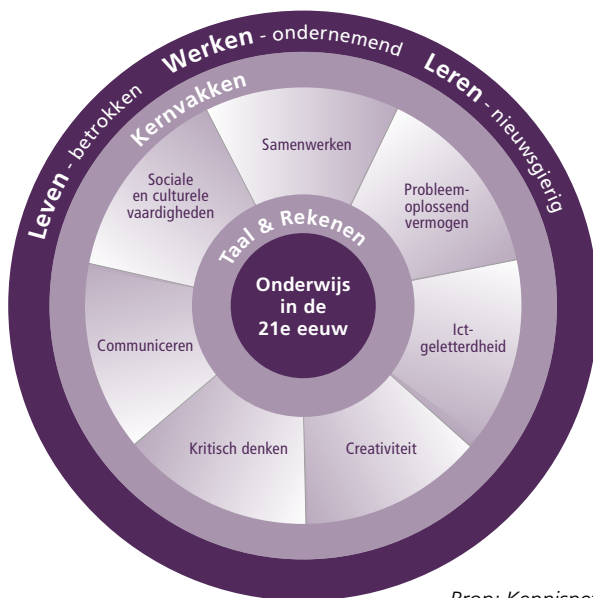 Leven - betrokken
Werken - ondernemend
Leren - nieuwsgierig
Kernvakken
Samenwerken
Probleem-
oplossend
vermogen
Ict-
geletterdheid
Creativiteit
Kritisch denken
Communiceren
Sociale
en culturele
vaardigheden
Taal & Rekenen
Onderwijs
in de
21e eeuw